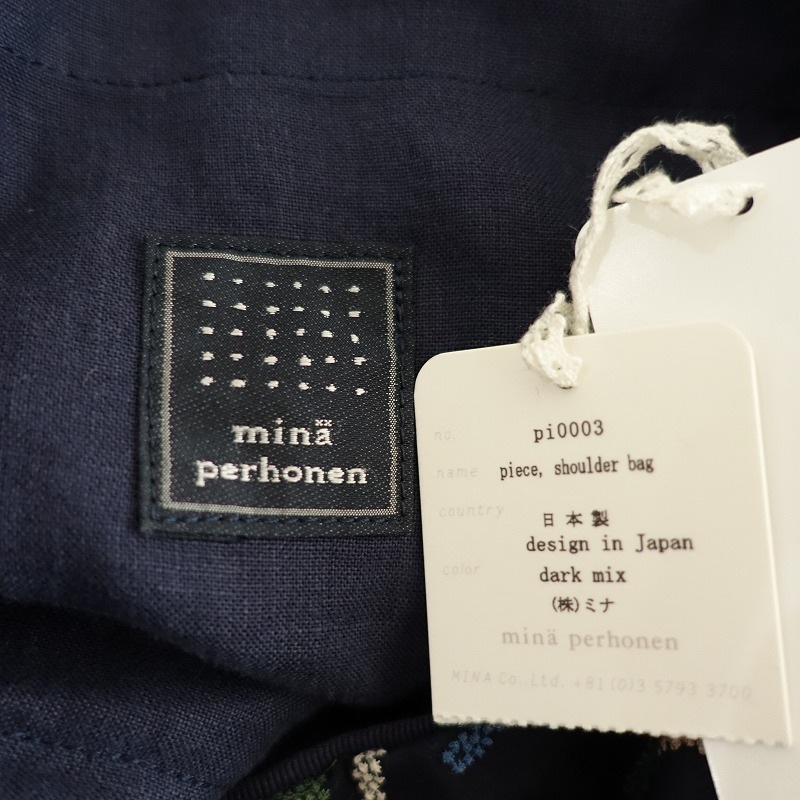 minä
perhonen
no. pi0003
name piece, shoulder bag
country 日本製
design in Japan
color dark mix
(株)ミナ
minä perhonen
MINA Co., Ltd. +81 (0)3 5793 3700